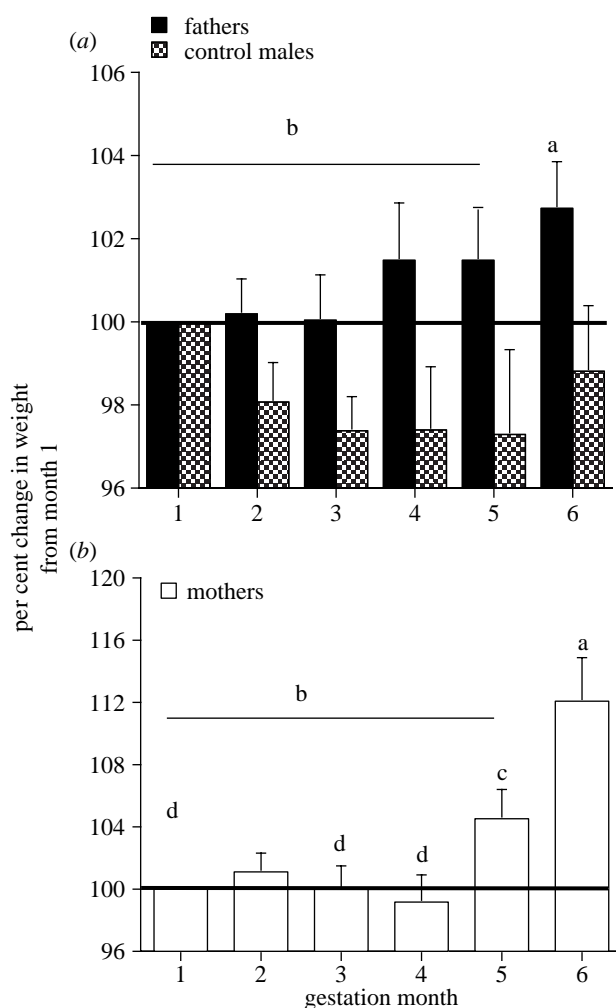 (a)
fathers
control males
106
104
102
100
98
96
b
a
1 2 3 4 5 6
per cent change in weight
from month 1
(b)
mothers
120
116
112
108
104
100
96
b
a
c
d
d d
1 2 3 4 5 6
gestation month